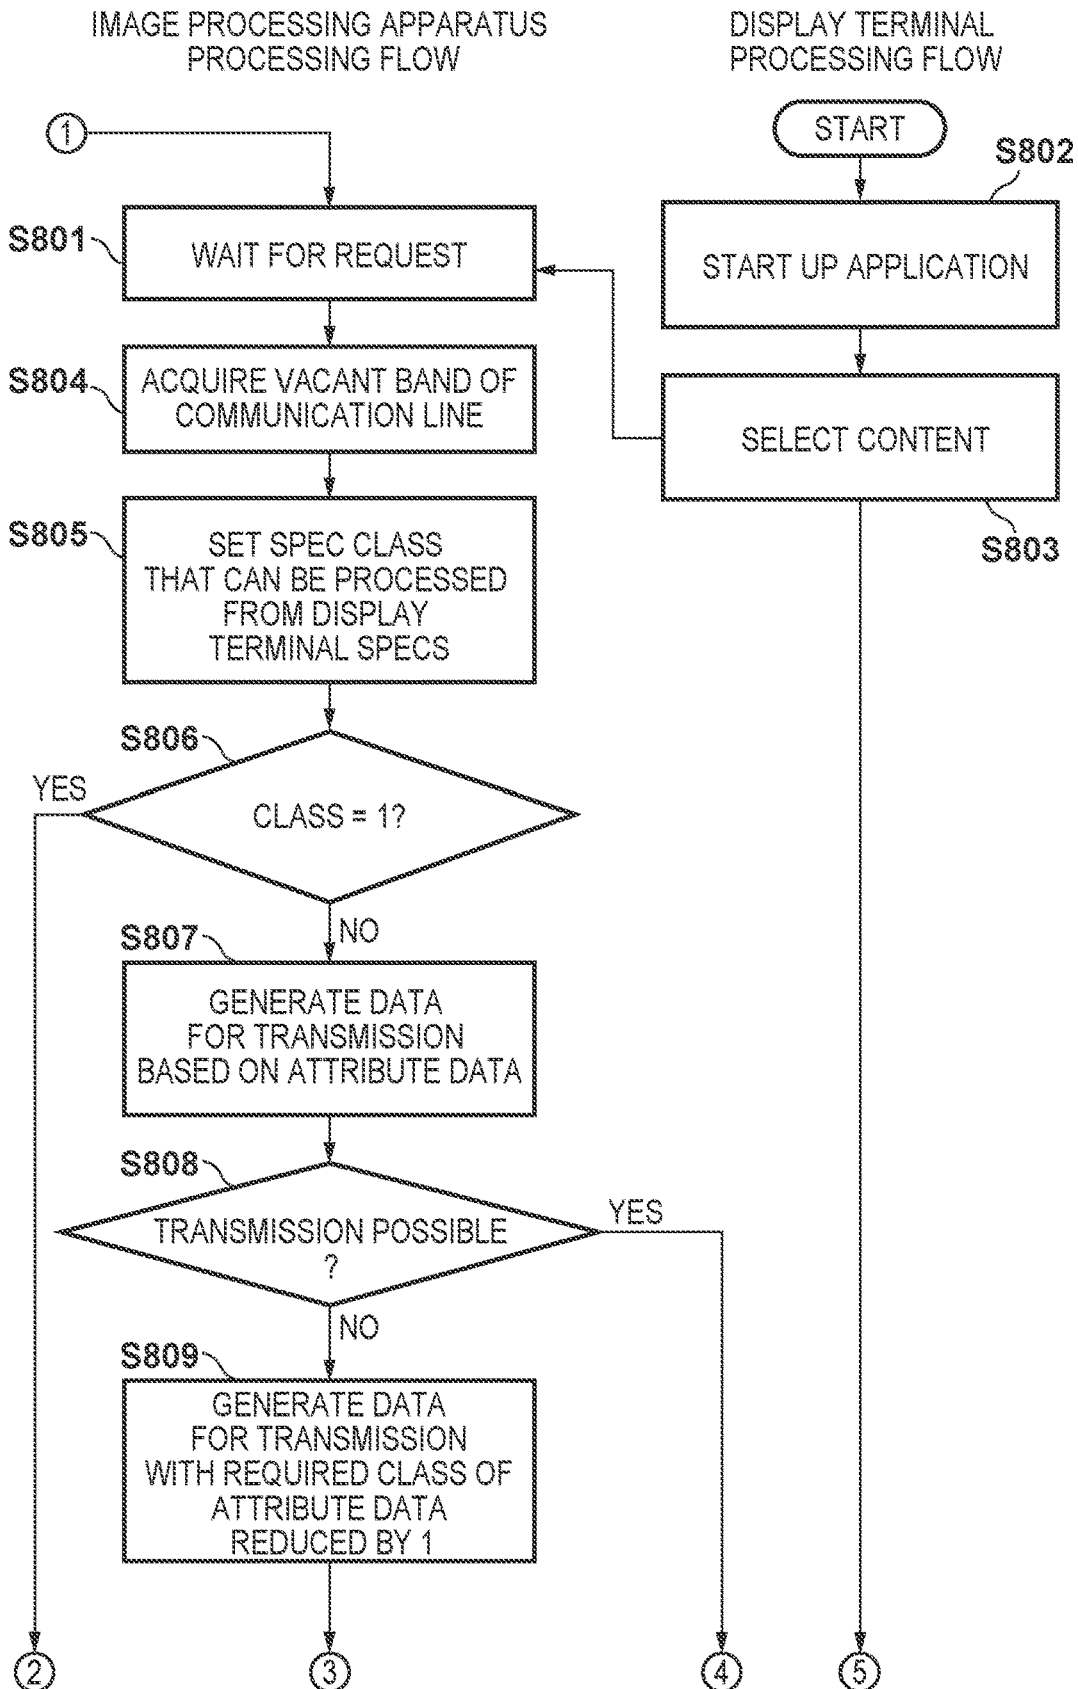 IMAGE PROCESSING APPARATUS
PROCESSING FLOW
DISPLAY TERMINAL
PROCESSING FLOW
1
START
S802
S801
WAIT FOR REQUEST
START UP APPLICATION
S804
ACQUIRE VACANT BAND OF
COMMUNICATION LINE
SELECT CONTENT
S803
S805
SET SPEC CLASS
THAT CAN BE PROCESSED
FROM DISPLAY
TERMINAL SPECS
S806
YES
CLASS = 1?
NO
S807
GENERATE DATA
FOR TRANSMISSION
BASED ON ATTRIBUTE DATA
S808
YES
TRANSMISSION POSSIBLE
?
NO
S809
GENERATE DATA
FOR TRANSMISSION
WITH REQUIRED CLASS OF
ATTRIBUTE DATA
REDUCED BY 1
2
3
4
5